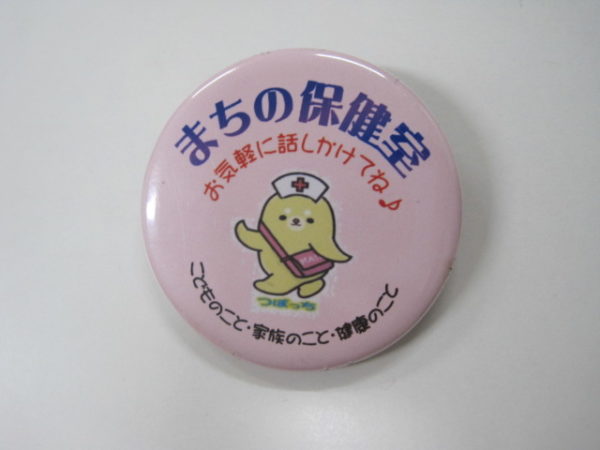 まちの保健室
お気軽に話しかけてね♪
つばっち
こどものこと・家族のこと・健康のこと